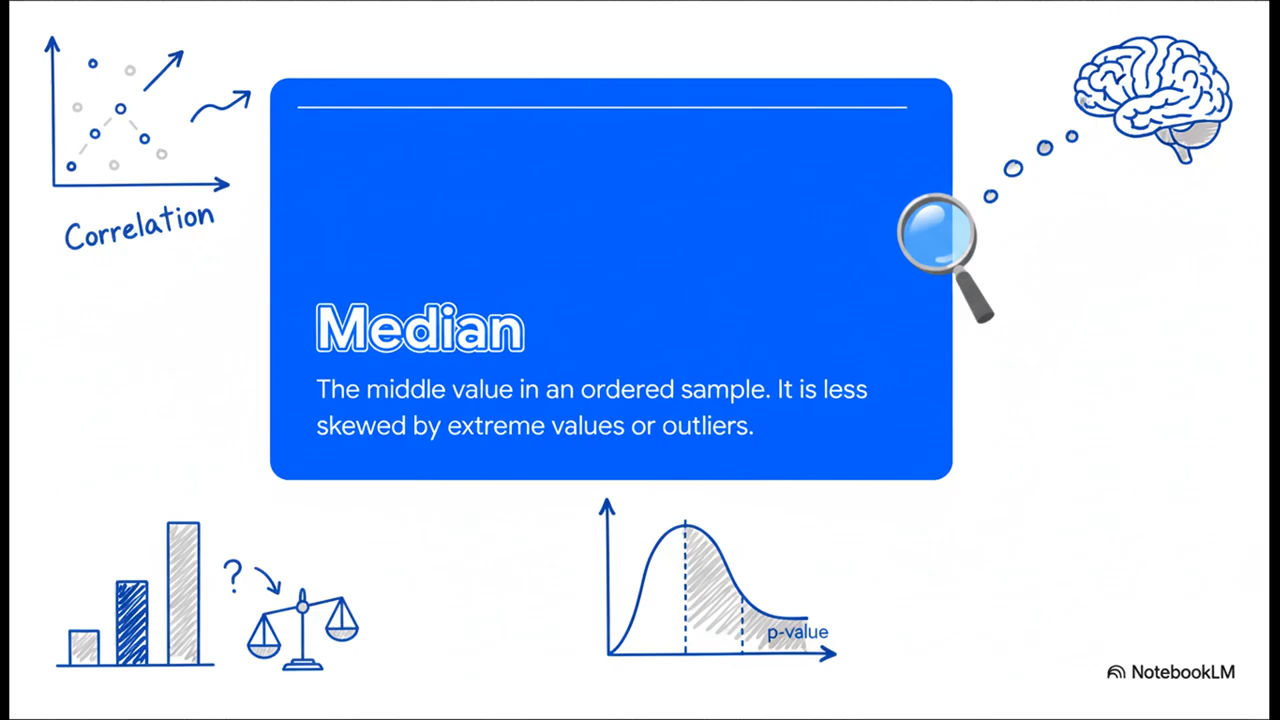 Correlation
Median
The middle value in an ordered sample. It is less
skewed by extreme values or outliers.
?
p-value
NotebookLM